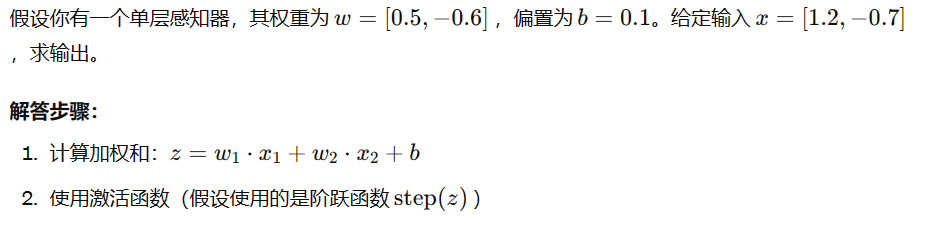 假设你有一个单层感知器，其权重为 w = [0.5, −0.6]，偏置为 b = 0.1。给定输入 x = [1.2, −0.7]
，求输出。
解答步骤：
1. 计算加权和：z = w₁ · x₁ + w₂ · x₂ + b
2. 使用激活函数（假设使用的是阶跃函数 step(z)）